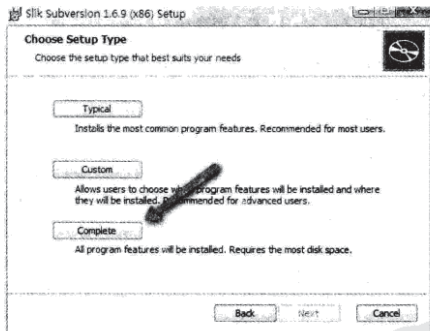 Slik Subversion 1.6.9 (x86) Setup
Choose Setup Type
Choose the setup type that best suits your needs
Typical
Installs the most common program features. Recommended for most users.
Custom
Allows users to choose program features will be installed and where
they will be installed. advanced users.
Complete
All program features will be installed. Requires the most disk space.
Back Next Cancel